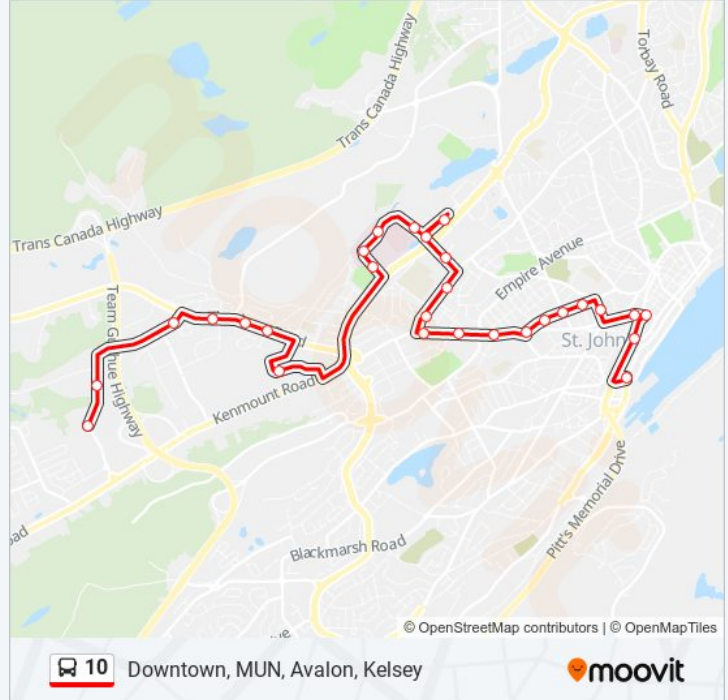 Trans Canada Highway
Torbay Road
Trans Canada Highway
Empire Avenue
Team Gushue Highway
St. John
Kenmount Road
Pitt's Memorial Drive
Blackmarsh Road
© OpenStreetMap contributors | © OpenMapTiles
10 Downtown, MUN, Avalon, Kelsey
moovit